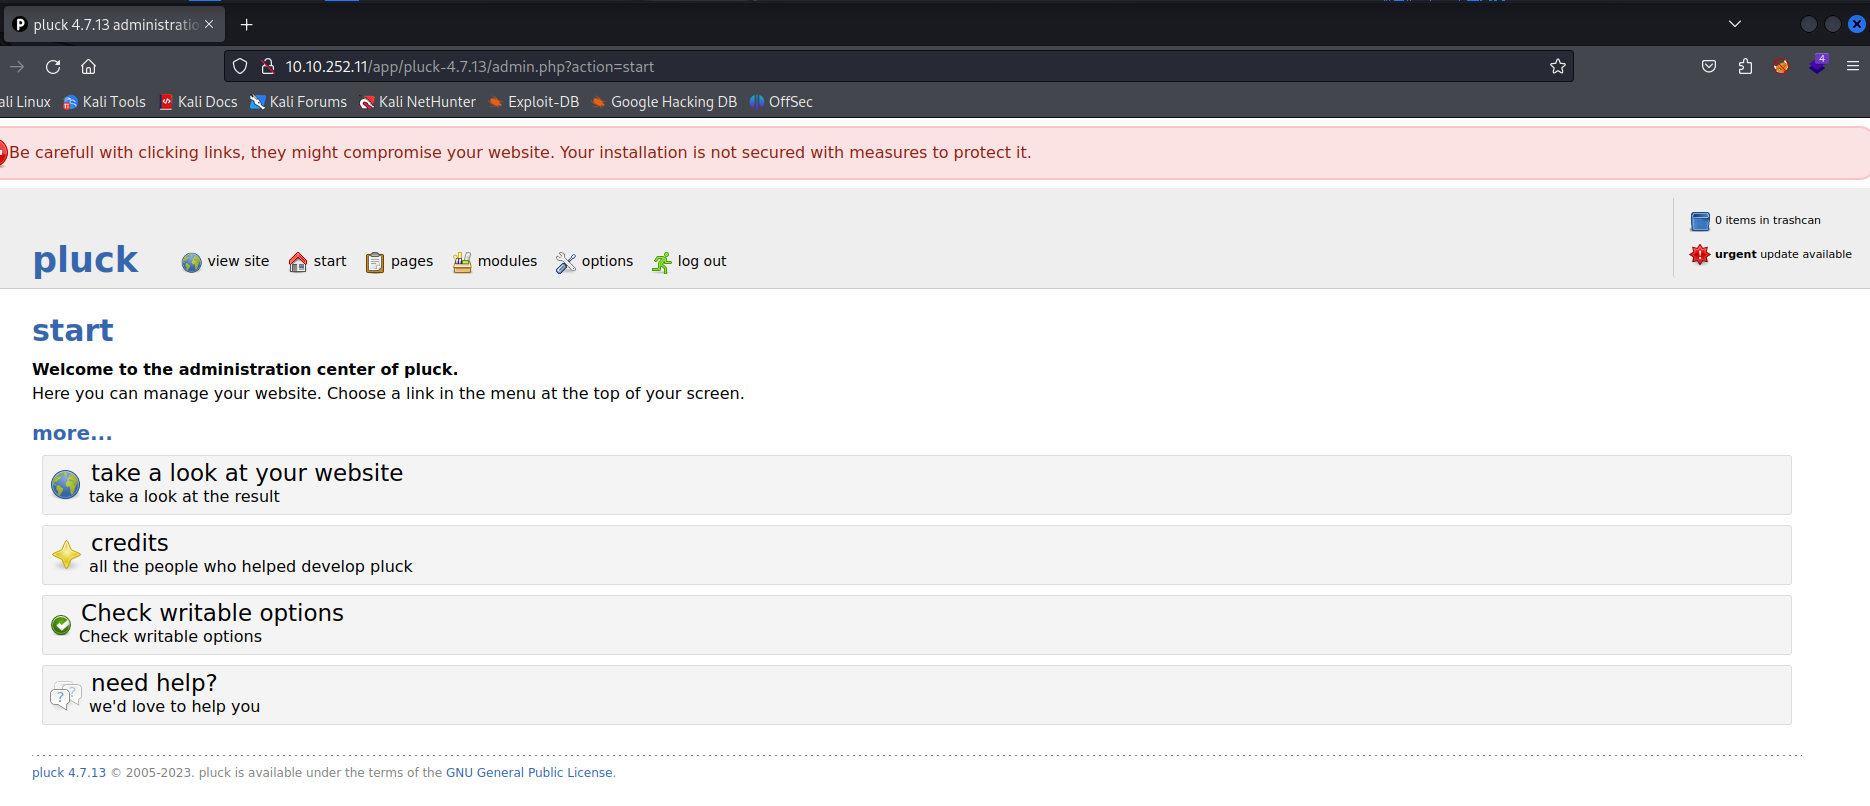 pluck 4.7.13 administratio
10.10.252.11/app/pluck-4.7.13/admin.php?action=start
4
ali Linux Kali Tools Kali Docs Kali Forums Kali NetHunter Exploit-DB Google Hacking DB OffSec
Be carefull with clicking links, they might compromise your website. Your installation is not secured with measures to protect it.
0 items in trashcan
urgent update available
pluck view site start pages modules options log out
start
Welcome to the administration center of pluck.
Here you can manage your website. Choose a link in the menu at the top of your screen.
more...
take a look at your website
take a look at the result
credits
all the people who helped develop pluck
Check writable options
Check writable options
need help?
we'd love to help you
pluck 4.7.13 © 2005-2023. pluck is available under the terms of the GNU General Public License.